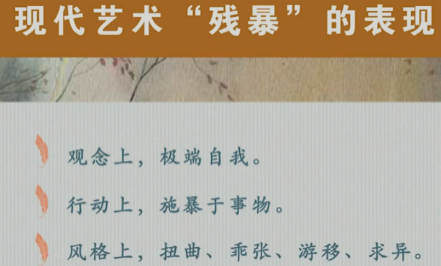 现代艺术“残暴”的表现
观念上，极端自我。
行动上，施暴于事物。
风格上，扭曲、乖张、游移、求异。